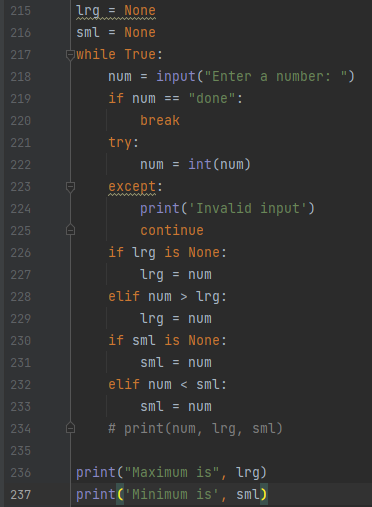 215 lrg = None
216 sml = None
217 while True:
218     num = input("Enter a number: ")
219     if num == "done":
220         break
221     try:
222         num = int(num)
223     except:
224         print('Invalid input')
225         continue
226     if lrg is None:
227         lrg = num
228     elif num > lrg:
229         lrg = num
230     if sml is None:
231         sml = num
232     elif num < sml:
233         sml = num
234     # print(num, lrg, sml)
235
236 print("Maximum is", lrg)
237 print('Minimum is', sml)